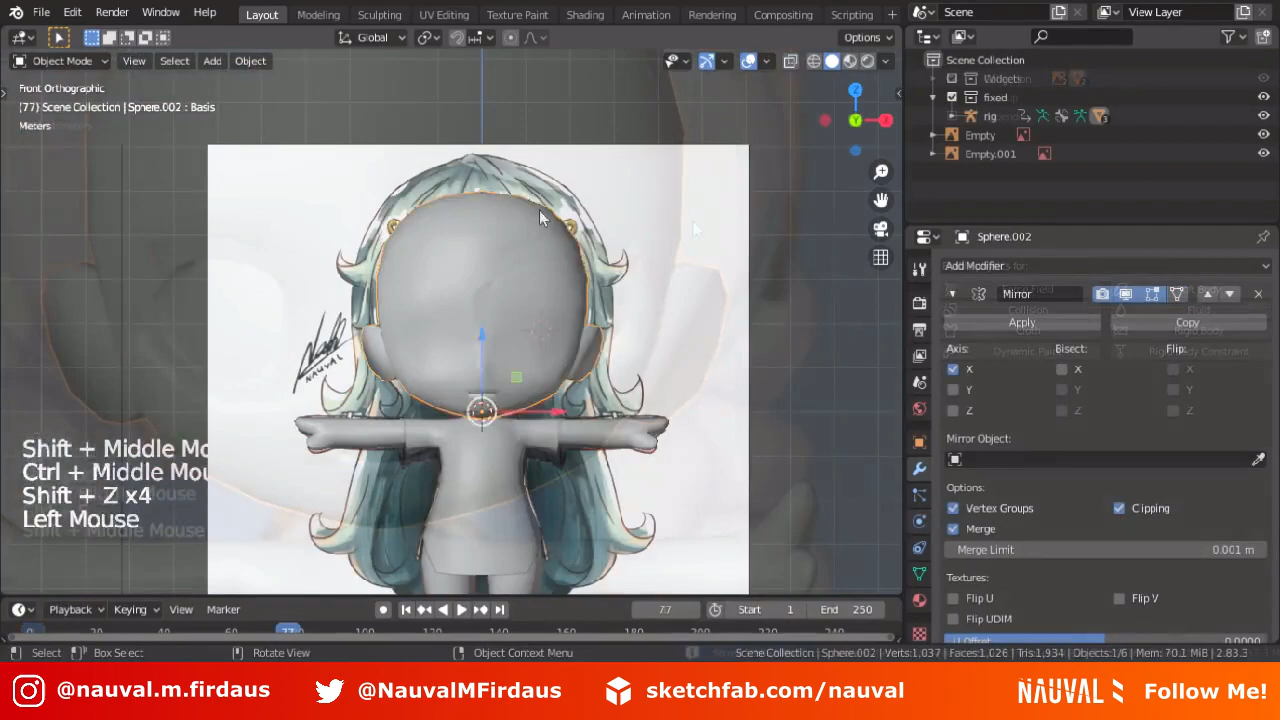 File Edit Render Window Help Layout Modeling Sculpting UV Editing Texture Paint Shading Animation Rendering Compositing Scripting + Scene View Layer
Global Options
Object Mode View Select Add Object Scene Collection
Front Orthographic
(77) Scene Collection | Sphere.002 : Basis
Meters
fixed
rig
Empty
Empty.001
Sphere.002
Add Modifier
Mirror
Apply Copy
Axis: Bisect: Flip:
X X X
Y Y Y
Z Z Z
NAUVAL
Mirror Object:
Shift + Middle Mo
Ctrl + Middle Mou
Shift + Z x4
Left Mouse
Options:
Vertex Groups Clipping
Merge
Merge Limit 0.001 m
Textures:
Flip U Flip V
Flip UDIM
U Offset 0.0000
Playback Keying View Marker 77 Start 1 End 250
Select Box Select Rotate View Object Context Menu Scene Collection | Sphere.002 | Verts:1,037 | Faces:1,026 | Tris:1,934 | Objects:1/6 | Mem: 70.1 MiB | 2.83.3
@nauval.m.firdaus @NauvalMFirdaus sketchfab.com/nauval NAUVAL Follow Me!